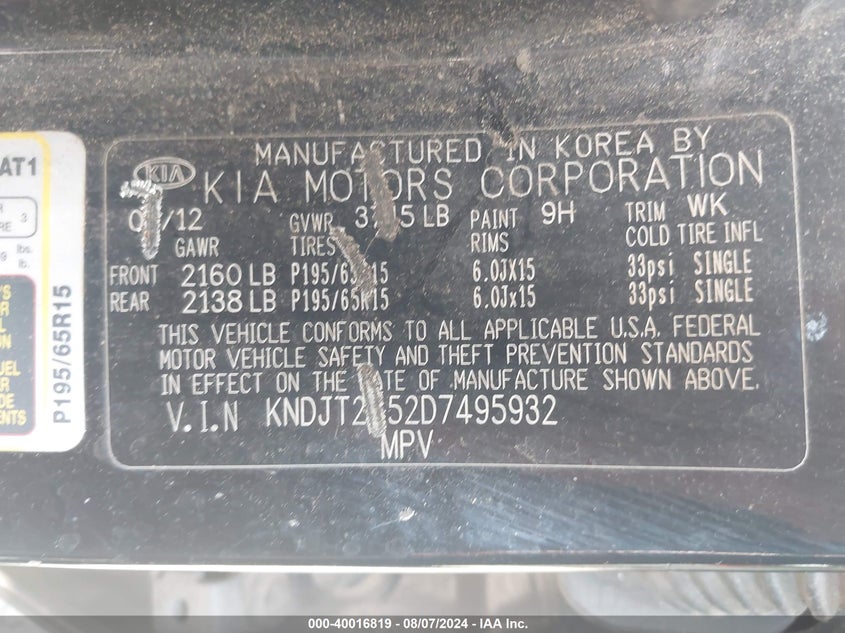 MANUFACTURED IN KOREA BY
KIA KIA MOTORS CORPORATION
GVWR PAINT 9H TRIM WK
GAWR TIRES RIMS COLD TIRE INFL
FRONT 2160 LB 6.0JX15 33psi SINGLE
REAR 2138 LB P195/65R15 6.0Jx15 33psi SINGLE
THIS VEHICLE CONFORMS TO ALL APPLICABLE U.S.A. FEDERAL
MOTOR VEHICLE SAFETY AND THEFT PREVENTION STANDARDS
IN EFFECT ON THE DATE OF MANUFACTURE SHOWN ABOVE.
V.I.N
MPV
P195/65R15
000-40016819 - 08/07/2024 - IAA Inc.